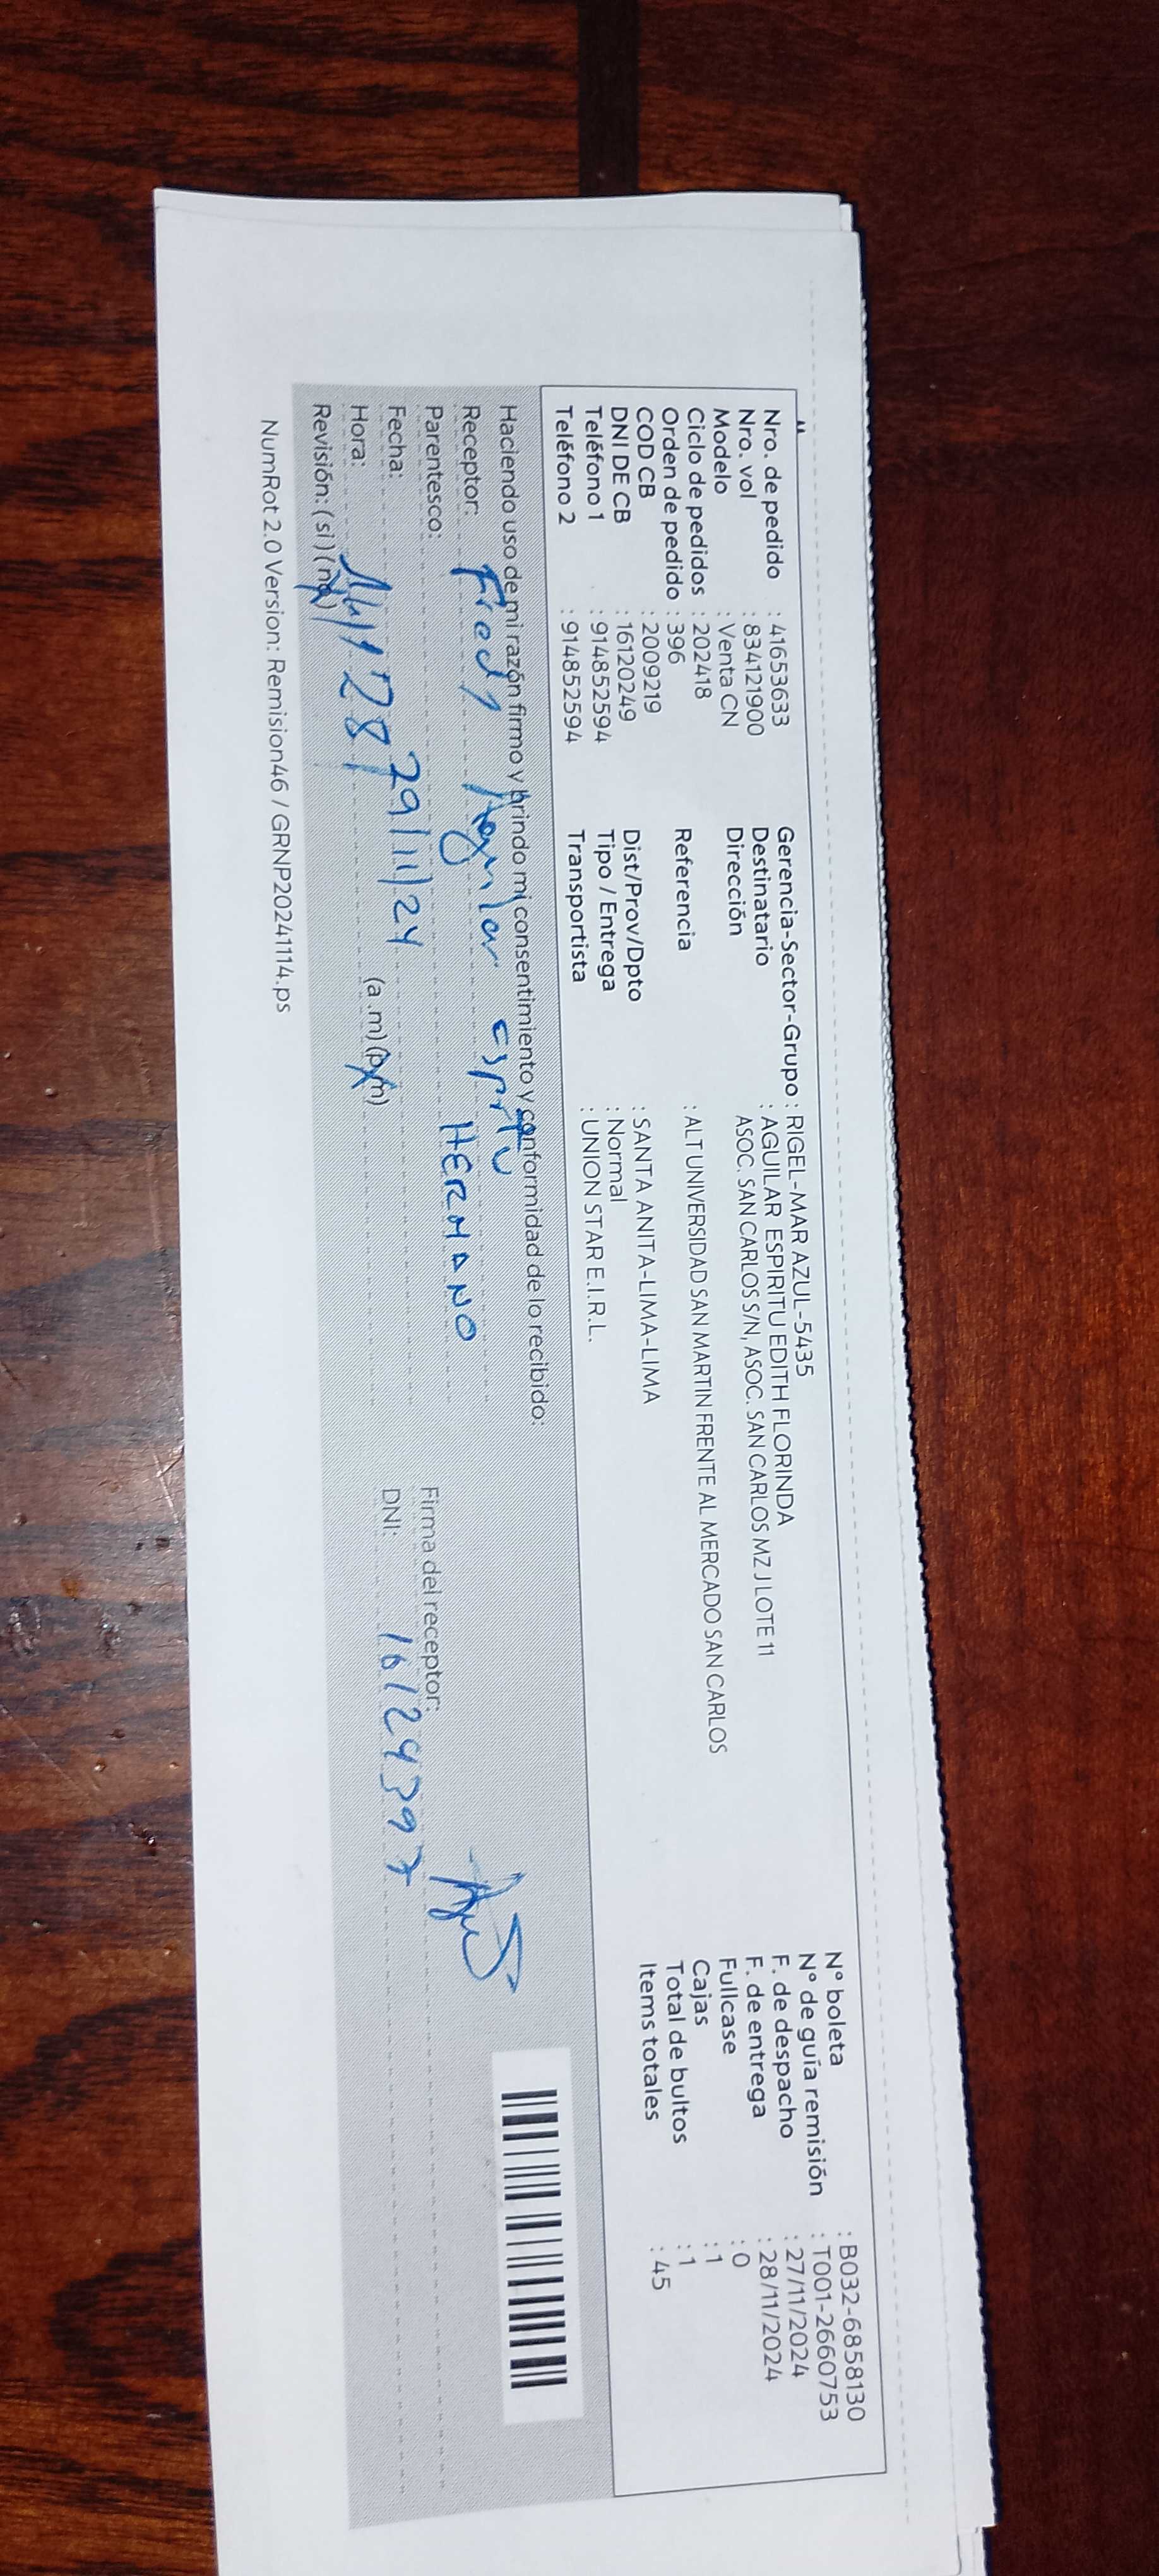 Nro. de pedido : 41653633
Nro. vol : 834121900
Modelo : Venta CN
Ciclo de pedidos : 202418
Orden de pedido : 396
COD CB : 2009219
DNI DE CB : 16120249
Teléfono 1 : 914852594
Teléfono 2 : 914852594
Gerencia-Sector-Grupo : RIGEL-MAR AZUL-5435
Destinatario : AGUILAR ESPIRITU EDITH FLORINDA
Dirección ASOC. SAN CARLOS S/N, ASOC. SAN CARLOS MZ J LOTE 11
Referencia : ALT UNIVERSIDAD SAN MARTIN FRENTE AL MERCADO SAN CARLOS
Dist/Prov/Dpto : SANTA ANITA-LIMA-LIMA
Tipo / Entrega : Normal
Transportista : UNION STAR E.I.R.L.
N° boleta : B032-6858130
N° de guía remisión : T001-2660753
F. de despacho : 27/11/2024
F. de entrega : 28/11/2024
Fullcase : 0
Cajas : 1
Total de bultos : 1
Items totales : 45
Haciendo uso de mi razón firmo y brindo mi consentimiento y conformidad de lo recibido:
Receptor: Fredy Aguilar
Parentesco: HERMANO
Fecha: 29/11/24
Hora: (a .m) (p.m)
Revisión: ( si ) ( no )
Firma del receptor:
DNI: 16124397
NumRot 2.0 Version: Remision46 / GRNP20241114.ps